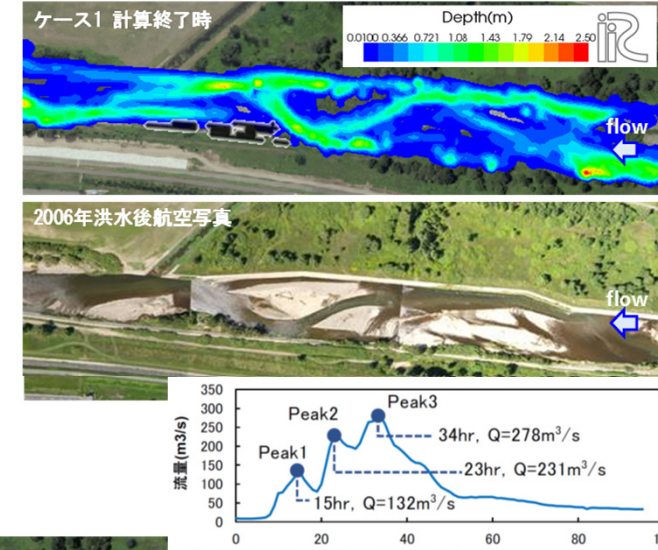 ケース1 計算終了時
Depth(m)
0.0100 0.366 0.721 1.08 1.43 1.79 2.14 2.50
iRIC
flow
2006年洪水後航空写真
flow
流量(m3/s)
350
300
250
200
150
100
50
0
Peak1
Peak2
Peak3
34hr, Q=278m³/s
23hr, Q=231m³/s
15hr, Q=132m³/s
0 20 40 60 80